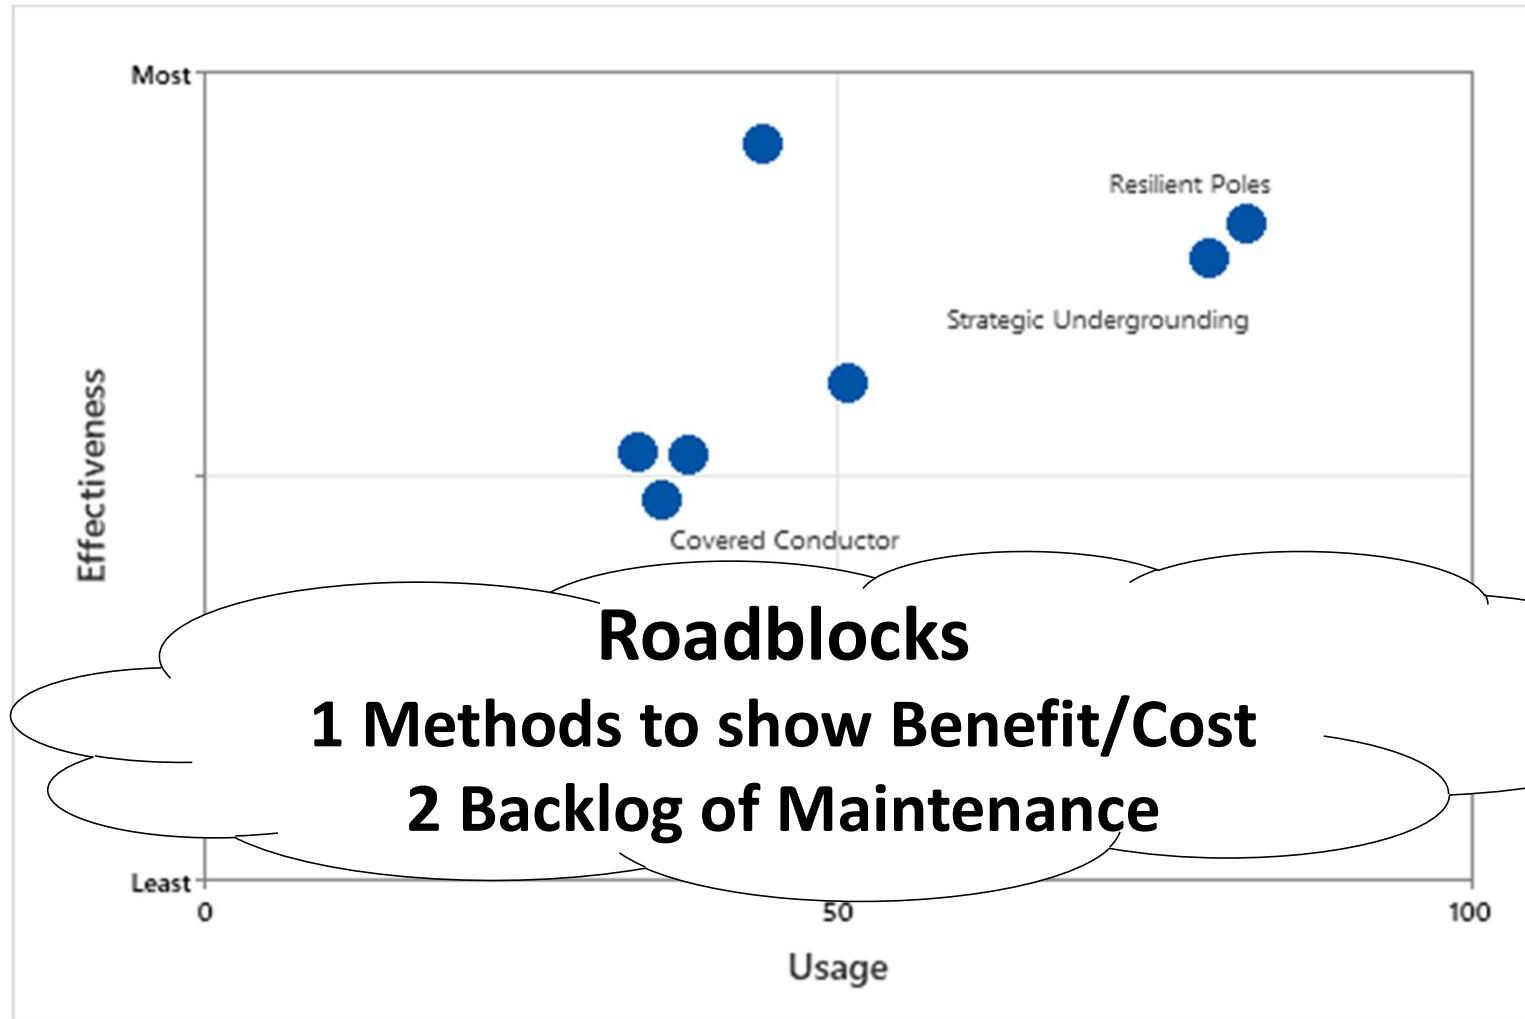 Most
Resilient Poles
Strategic Undergrounding
Effectiveness
Covered Conductor
Roadblocks
1 Methods to show Benefit/Cost
2 Backlog of Maintenance
Least
0 50 100
Usage